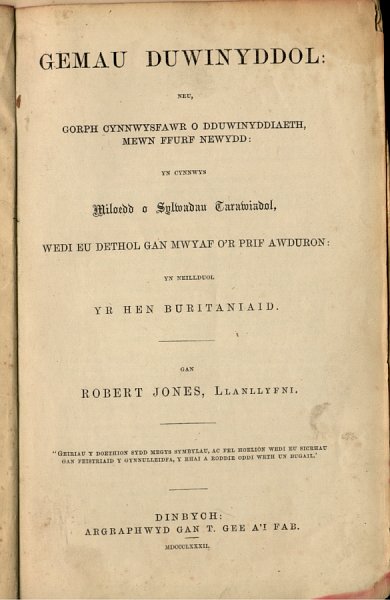 GEMAU DUWINYDDOL:
NEU,
GORPH CYNNWYSFAWR O DDUWINYDDIAETH,
MEWN FFURF NEWYDD:
YN CYNNWYS
Miloedd o Sylwadau Tarawiadol,
WEDI EU DETHOL GAN MWYAF O'R PRIF AWDURON:
YN NEILLDUOL
YR HEN BURITANIAID.
GAN
ROBERT JONES, LLANLLYFNI.
"GEIRIAU Y DOETHION SYDD MEGYS SYMBYLAU, AC FEL HOELION WEDI EU SICRHAU
GAN FEISTRIAID Y GYNNULLEIDFA, Y RHAI A RODDIR ODDI WRTH UN BUGAIL."
DINBYCH:
ARGRAPHWYD GAN T. GEE A'I FAB.
MDCCCLXXXII.